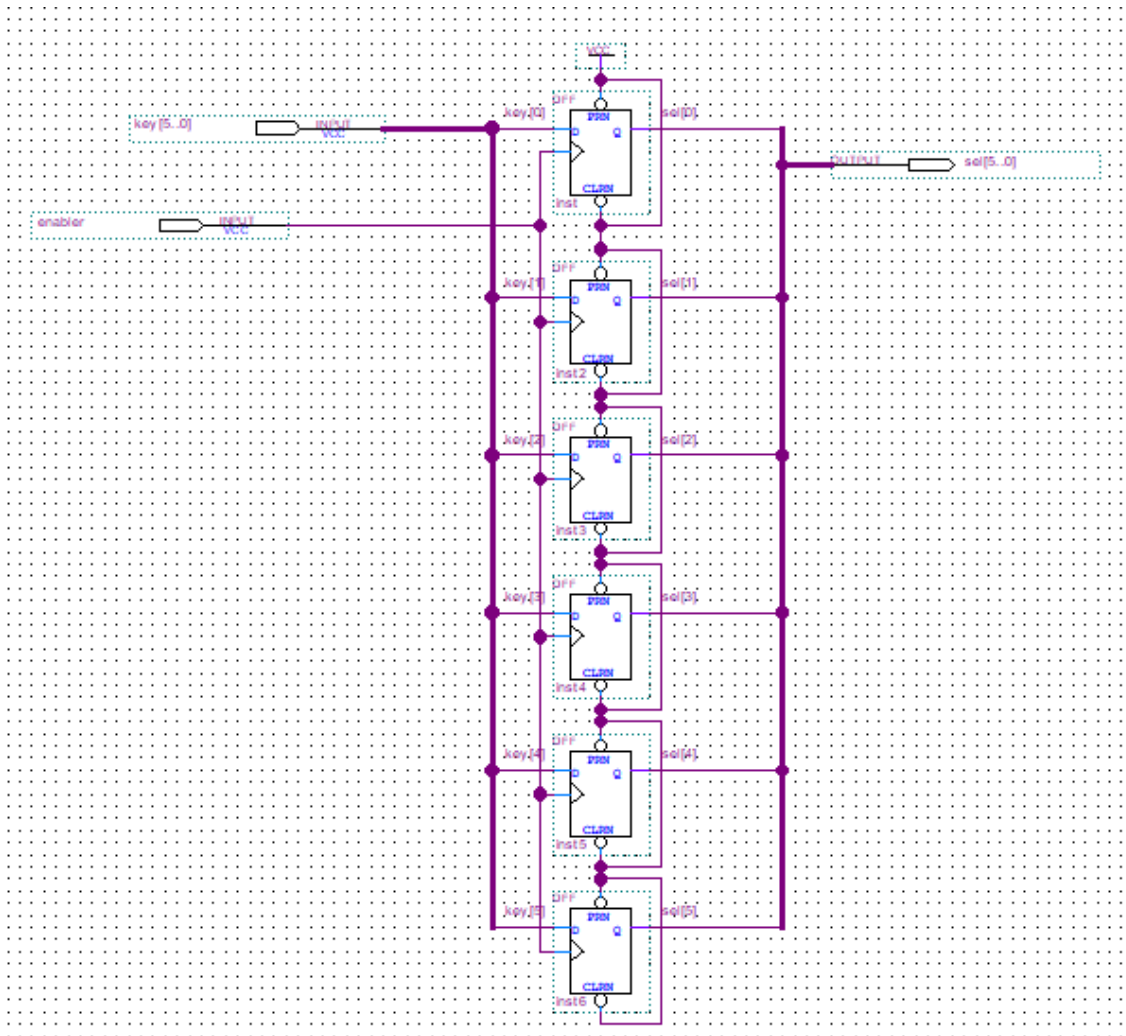 VCC
DFF
key[0]
sel[0]
key[5..0]
INPUT
VCC
PRN
D
Q
OUTPUT
sel[5..0]
CLRN
inst
enabler
INPUT
VCC
DFF
key[1]
sel[1]
PRN
D
Q
CLRN
inst2
DFF
key[2]
sel[2]
PRN
D
Q
CLRN
inst3
DFF
key[3]
sel[3]
PRN
D
Q
CLRN
inst4
DFF
key[4]
sel[4]
PRN
D
Q
CLRN
inst5
DFF
key[5]
sel[5]
PRN
D
Q
CLRN
inst6